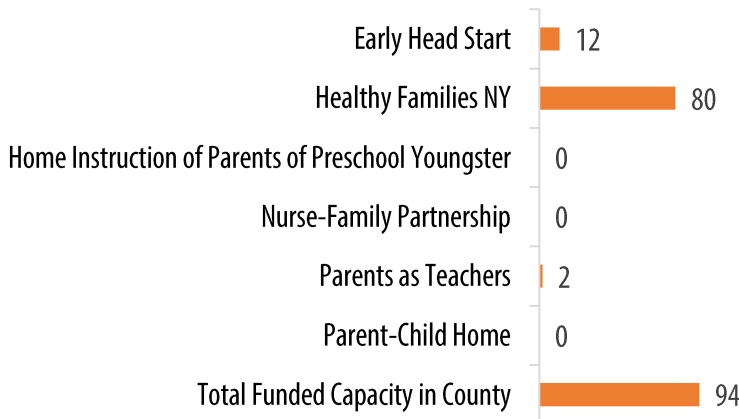 Early Head Start 12
Healthy Families NY 80
Home Instruction of Parents of Preschool Youngster 0
Nurse-Family Partnership 0
Parents as Teachers 2
Parent-Child Home 0
Total Funded Capacity in County 94